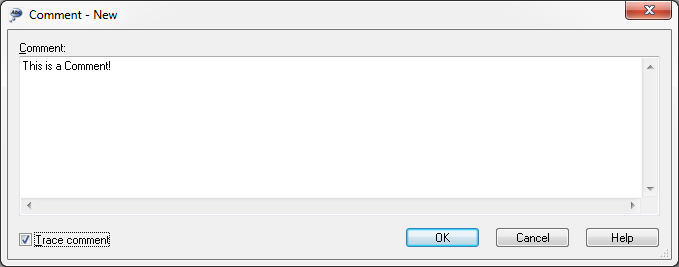 Comment - New
Comment:
This is a Comment!
Trace comment
OK
Cancel
Help